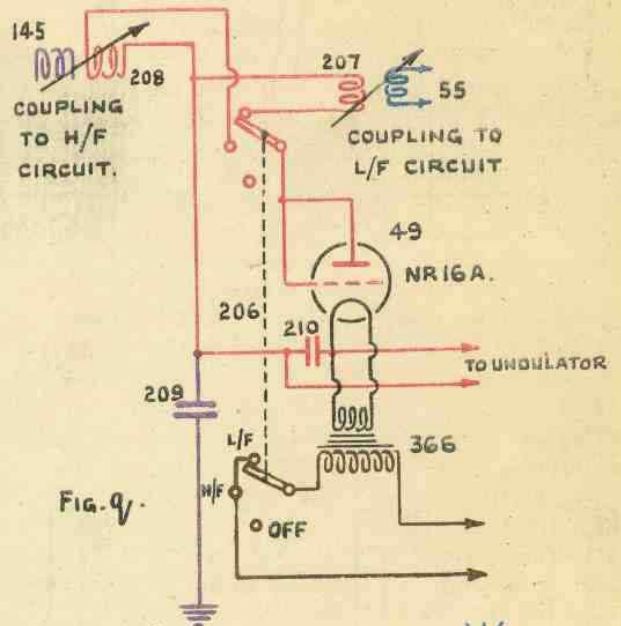 145
208
COUPLING
TO H/F
CIRCUIT.
207
55
COUPLING TO
L/F CIRCUIT
49
NR16A.
206
210
TO UNDULATOR
209
L/F
366
H/F
FIG. 9.
OFF